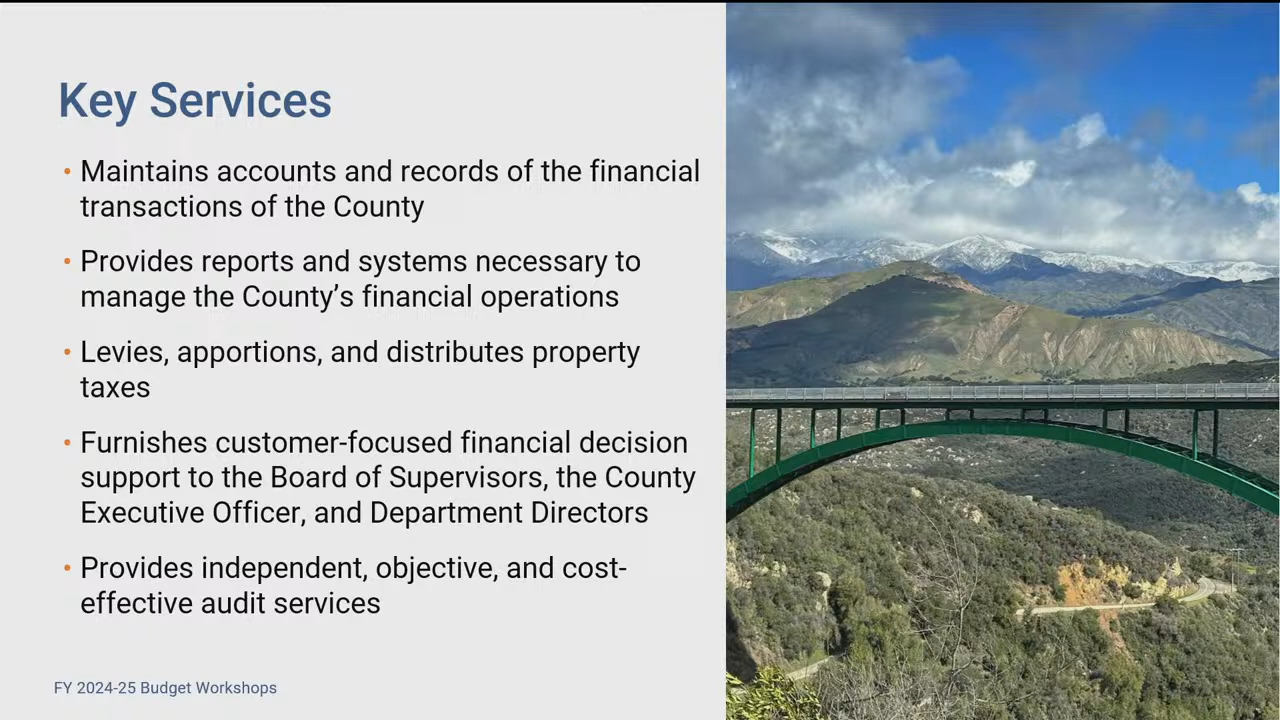 Key Services
• Maintains accounts and records of the financial
transactions of the County
• Provides reports and systems necessary to
manage the County’s financial operations
• Levies, apportions, and distributes property
taxes
• Furnishes customer-focused financial decision
support to the Board of Supervisors, the County
Executive Officer, and Department Directors
• Provides independent, objective, and cost-
effective audit services
FY 2024-25 Budget Workshops